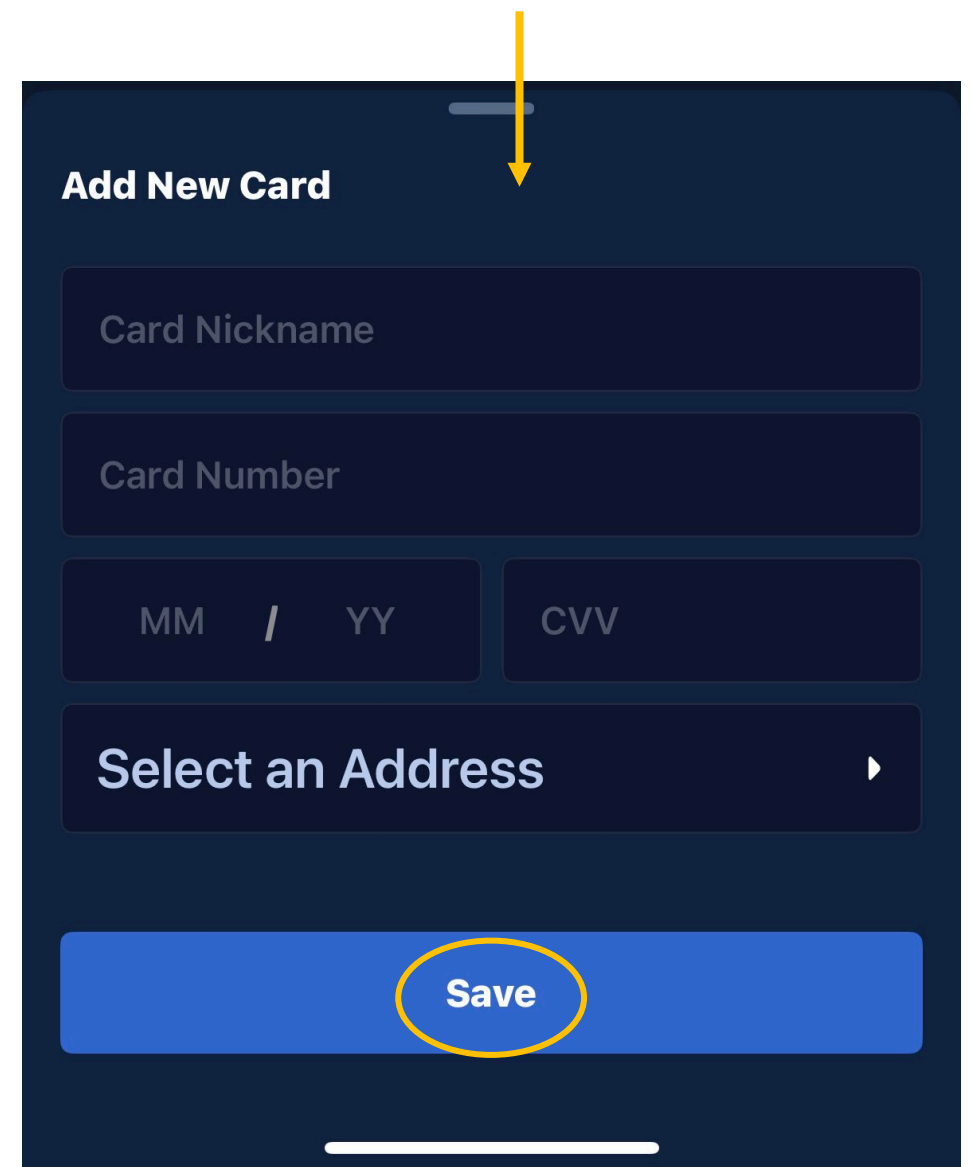 Add New Card
Card Nickname
Card Number
MM / YY CVV
Select an Address
Save